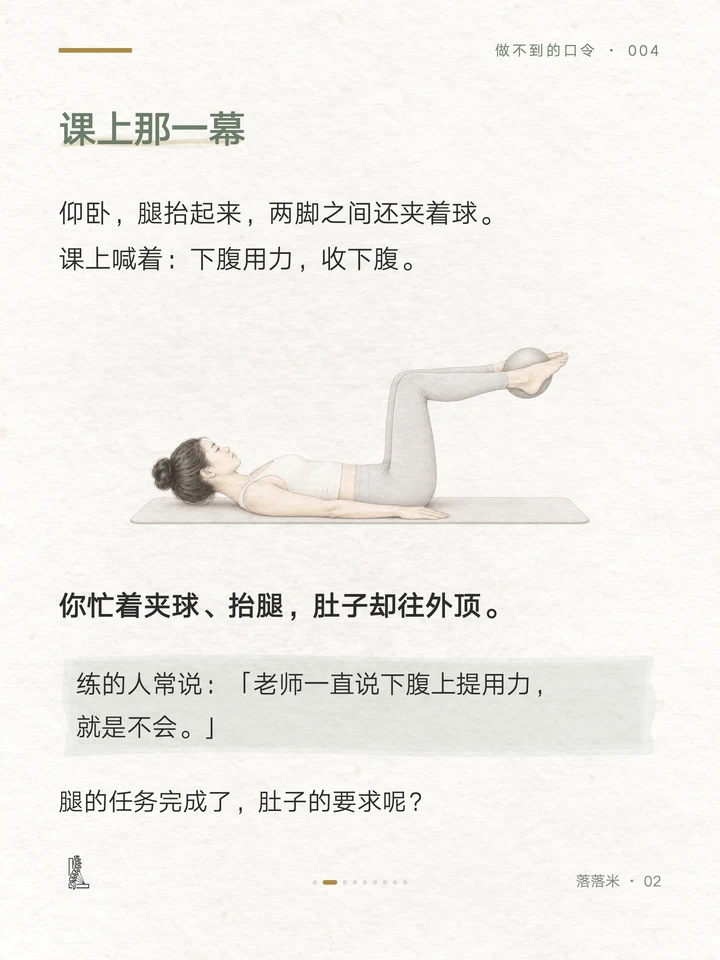 做不到的口令 · 004
课上那一幕
仰卧，腿抬起来，两脚之间还夹着球。
课上喊着：下腹用力，收下腹。
你忙着夹球、抬腿，肚子却往外顶。
练的人常说：「老师一直说下腹上提用力，
就是不会。」
腿的任务完成了，肚子的要求呢？
落落米 · 02